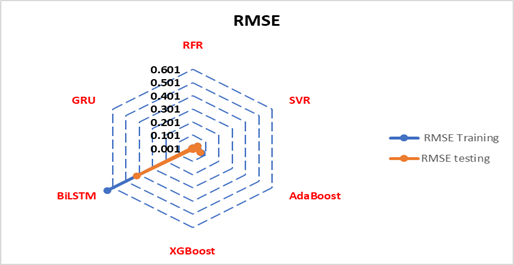 RMSE
RFR
0.601
0.501
0.401
0.301
0.201
0.101
0.001
GRU
SVR
BiLSTM
AdaBoost
XGBoost
RMSE Training
RMSE testing